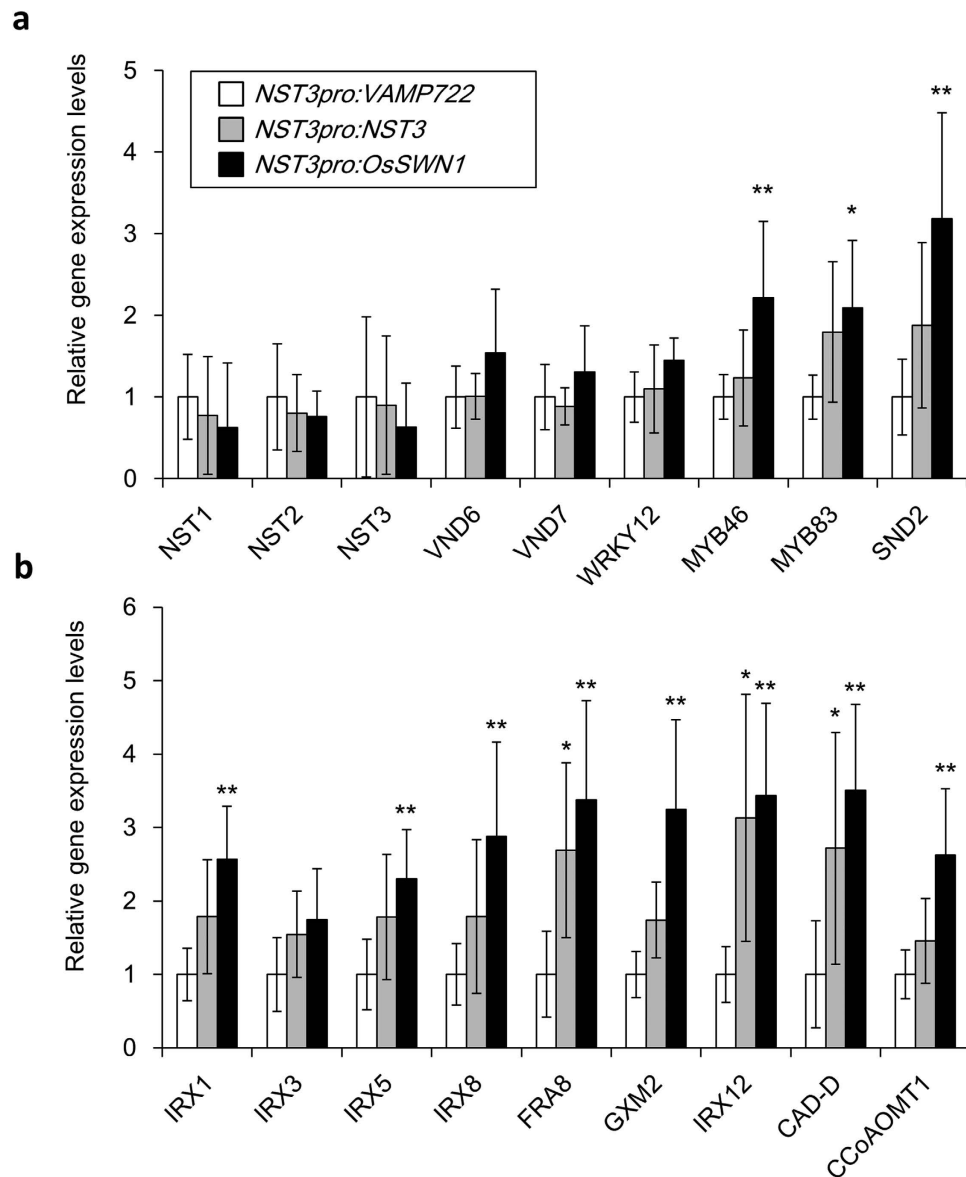 a
Relative gene expression levels
5
4
3
2
1
0
NST3pro:VAMP722
NST3pro:NST3
NST3pro:OsSWN1
** * **
NST1 NST2 NST3 VND6 VND7 WRKY12 MYB46 MYB83 SND2
b
Relative gene expression levels
6
5
4
3
2
1
0
** ** ** * ** ** * ** * ** **
IRX1 IRX3 IRX5 IRX8 FRA8 GXM2 IRX12 CAD-D CCoAOMT1